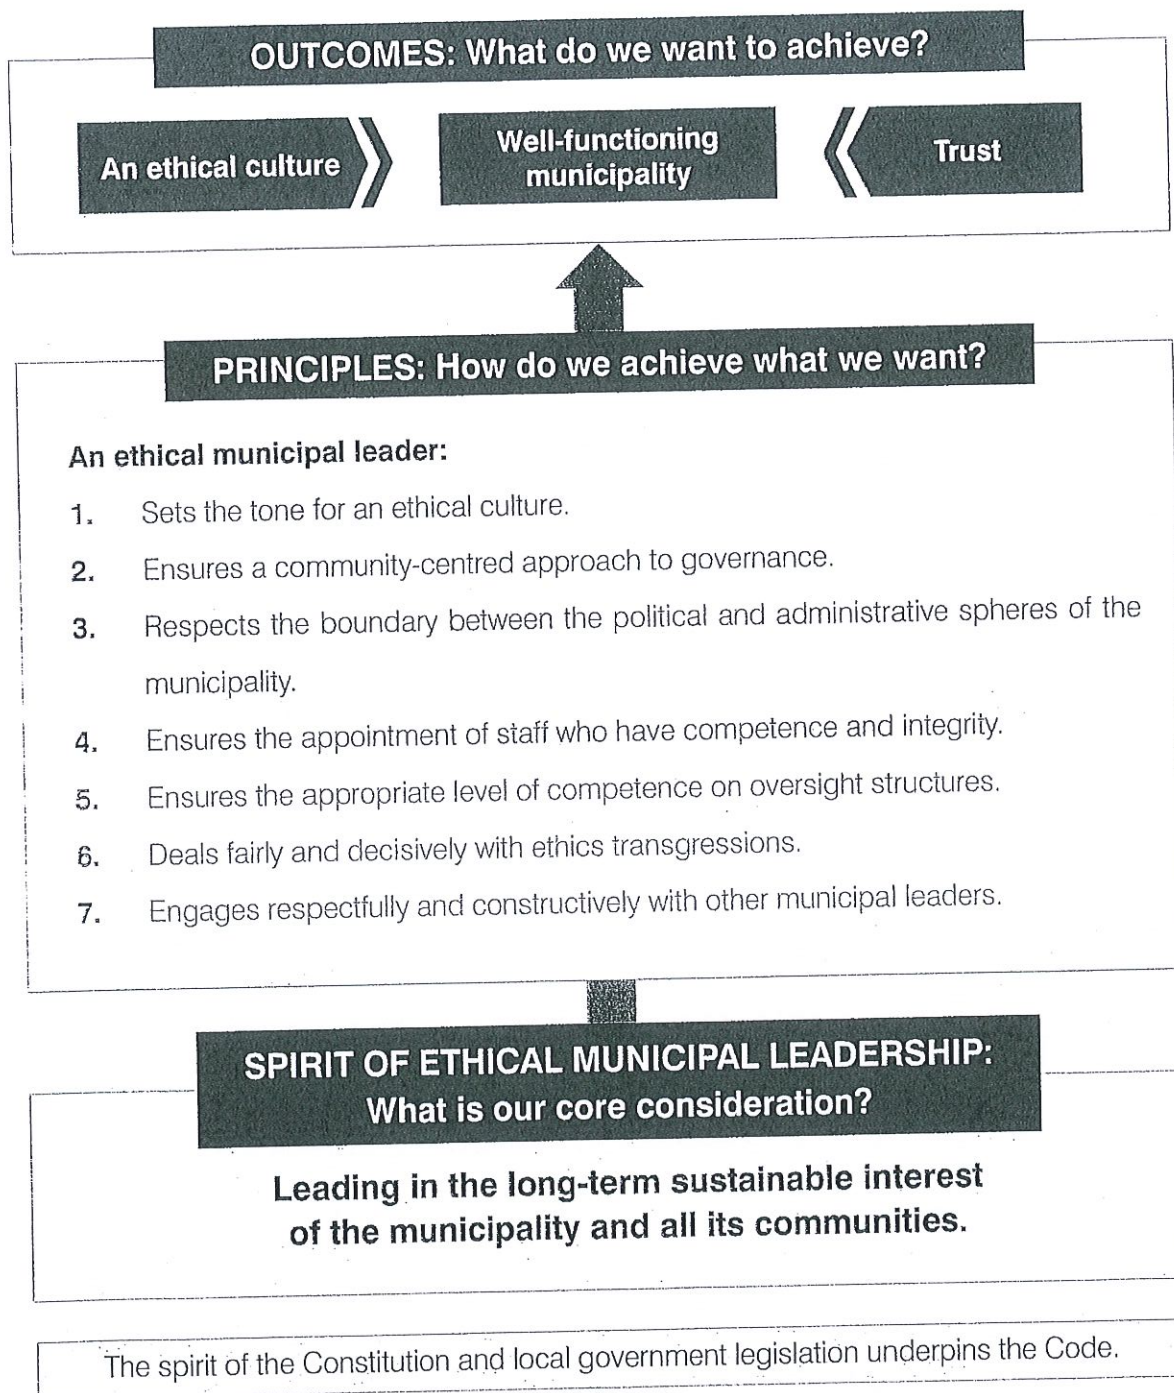 OUTCOMES: What do we want to achieve?
An ethical culture
Well-functioning
municipality
Trust
PRINCIPLES: How do we achieve what we want?
An ethical municipal leader:
1. Sets the tone for an ethical culture.
2. Ensures a community-centred approach to governance.
3. Respects the boundary between the political and administrative spheres of the
municipality.
4. Ensures the appointment of staff who have competence and integrity.
5. Ensures the appropriate level of competence on oversight structures.
6. Deals fairly and decisively with ethics transgressions.
7. Engages respectfully and constructively with other municipal leaders.
SPIRIT OF ETHICAL MUNICIPAL LEADERSHIP:
What is our core consideration?
Leading in the long-term sustainable interest
of the municipality and all its communities.
The spirit of the Constitution and local government legislation underpins the Code.